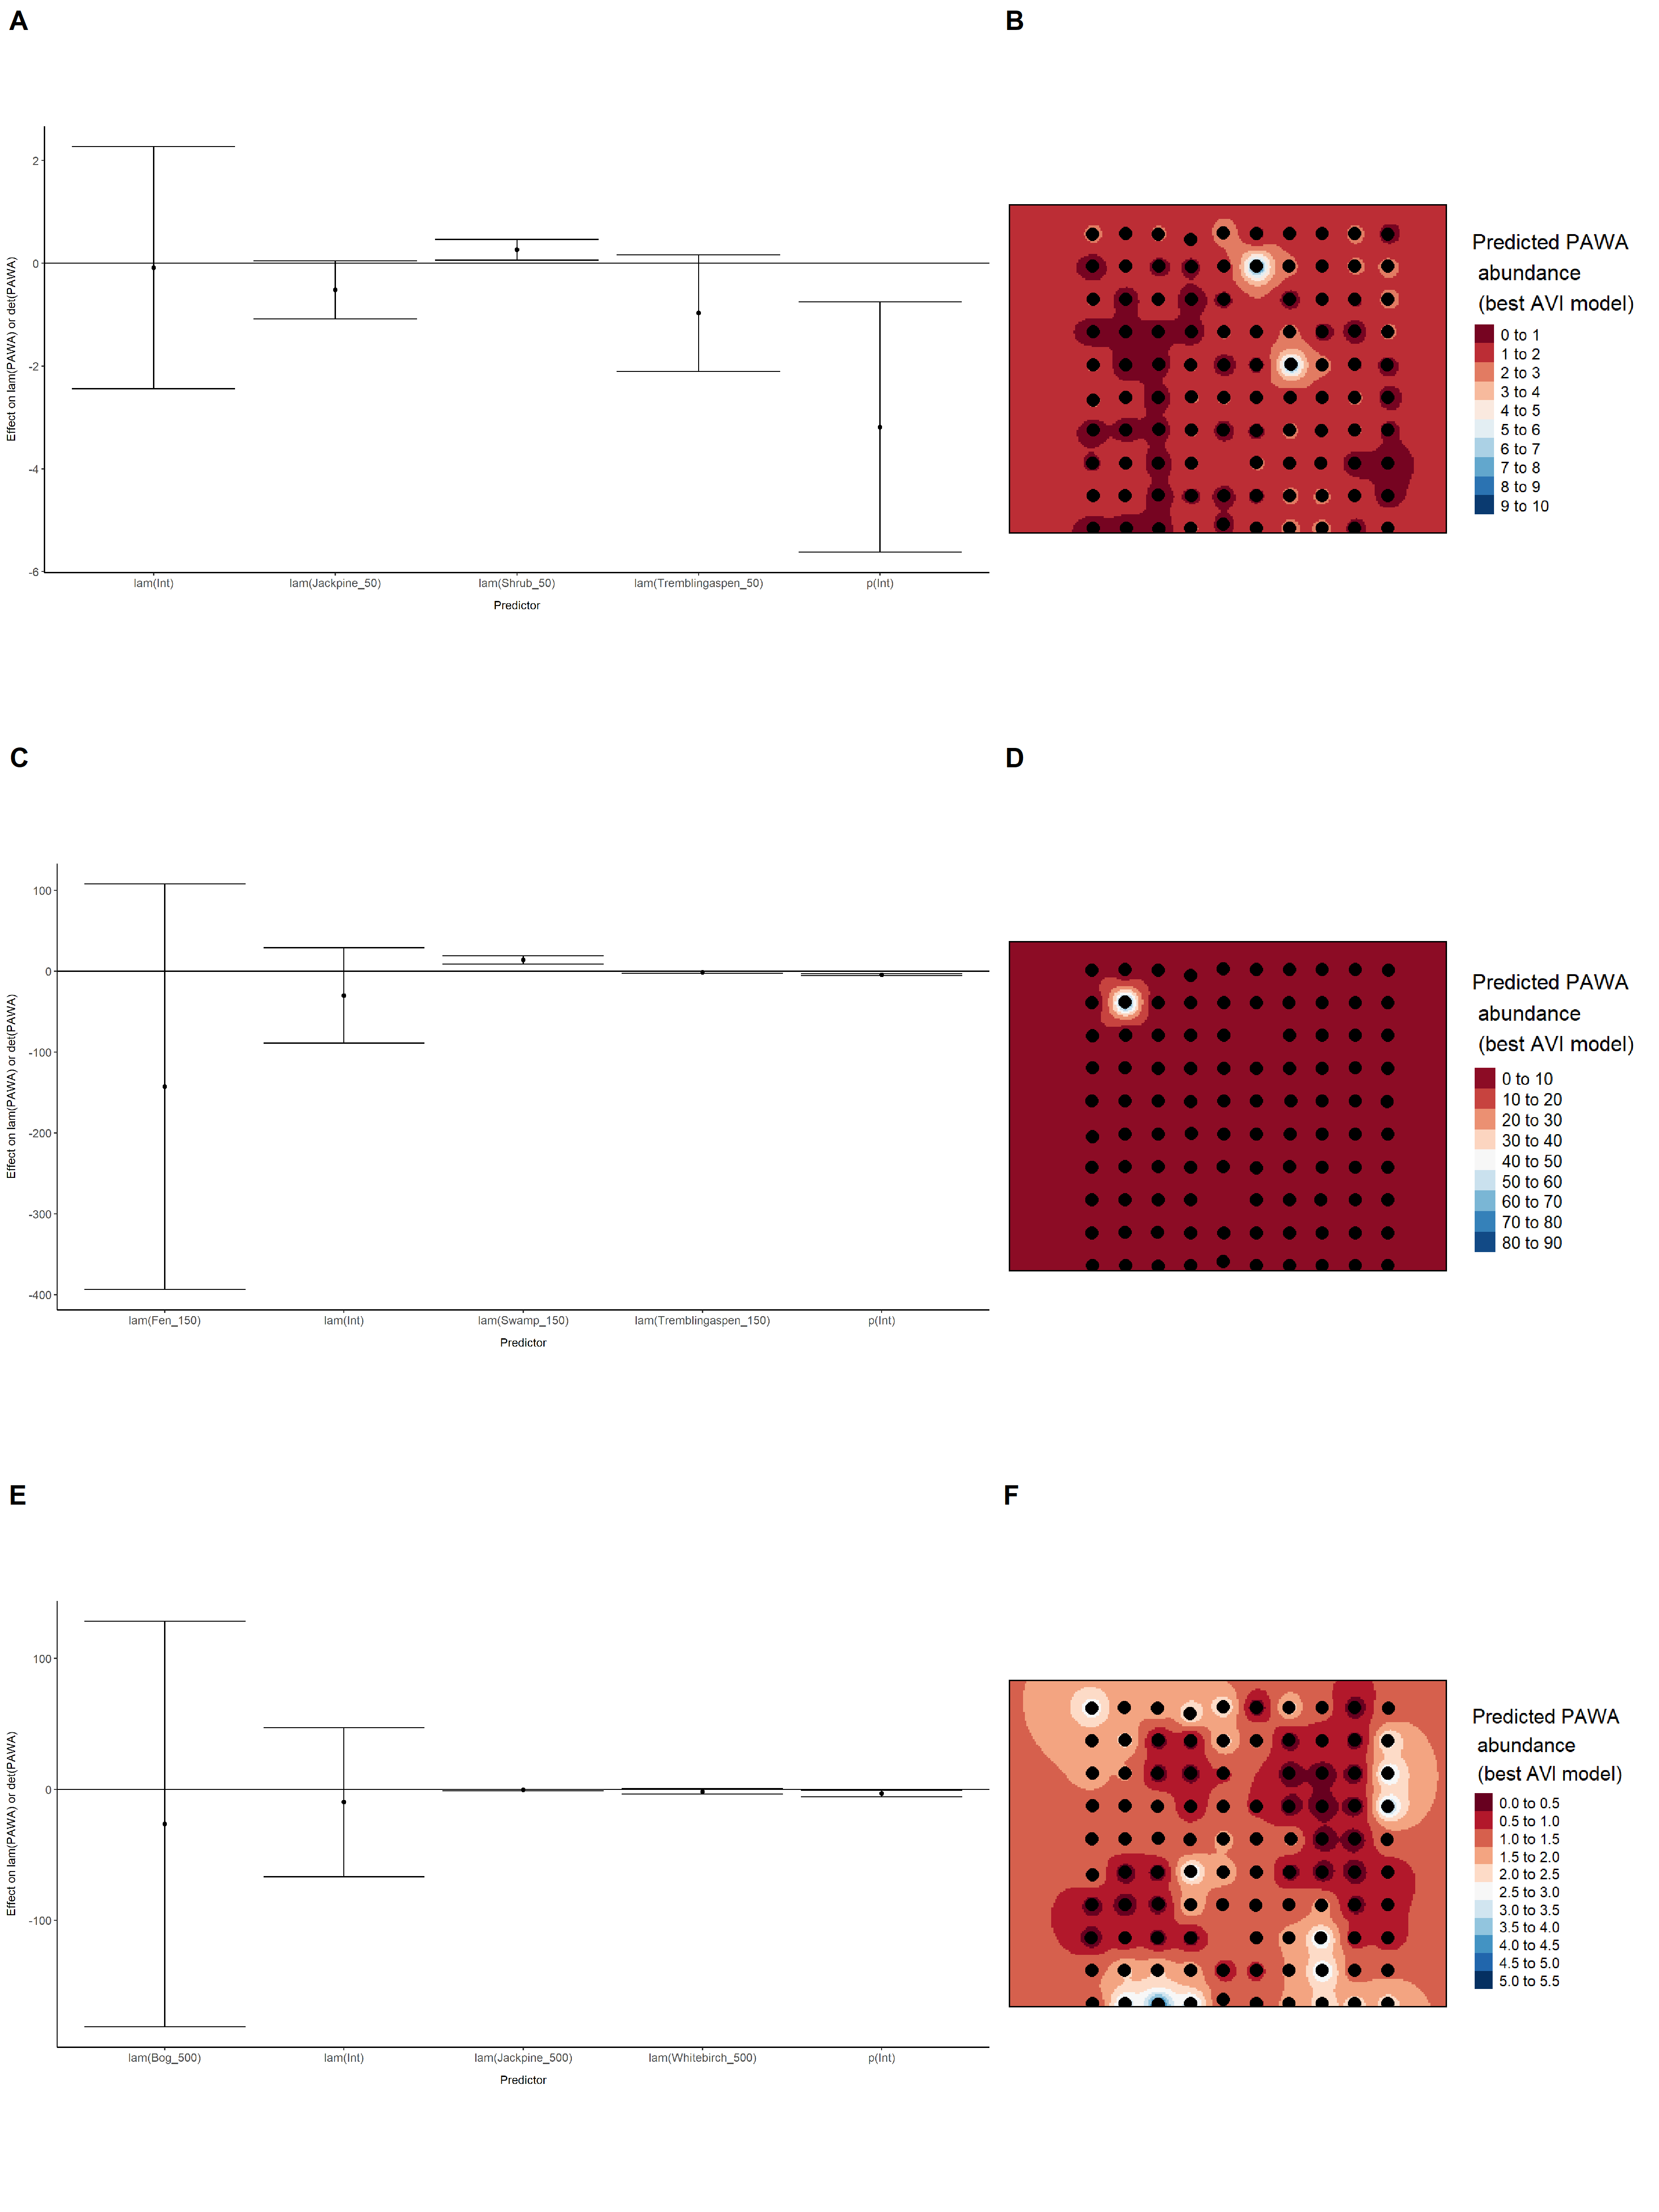 A
B
Effect on lam(PAWA) or det(PAWA)
2
0
-2
-4
-6
lam(Int)
lam(Jackpine_50)
lam(Shrub_50)
lam(Tremblingaspen_50)
p(Int)
Predictor
Predicted PAWA
abundance
(best AVI model)
0 to 1
1 to 2
2 to 3
3 to 4
4 to 5
5 to 6
6 to 7
7 to 8
8 to 9
9 to 10
C
D
Effect on lam(PAWA) or det(PAWA)
100
0
-100
-200
-300
-400
lam(Fen_150)
lam(Int)
lam(Swamp_150)
lam(Tremblingaspen_150)
p(Int)
Predictor
Predicted PAWA
abundance
(best AVI model)
0 to 10
10 to 20
20 to 30
30 to 40
40 to 50
50 to 60
60 to 70
70 to 80
80 to 90
E
F
Effect on lam(PAWA) or det(PAWA)
100
0
-100
lam(Bog_500)
lam(Int)
lam(Jackpine_500)
lam(Whitebirch_500)
p(Int)
Predictor
Predicted PAWA
abundance
(best AVI model)
0.0 to 0.5
0.5 to 1.0
1.0 to 1.5
1.5 to 2.0
2.0 to 2.5
2.5 to 3.0
3.0 to 3.5
3.5 to 4.0
4.0 to 4.5
4.5 to 5.0
5.0 to 5.5